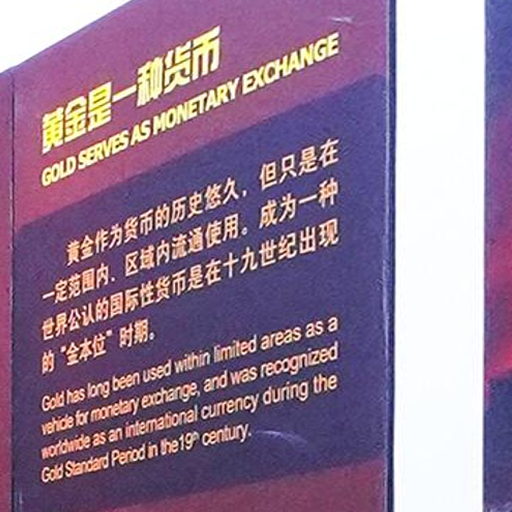 黄金是一种货币
GOLD SERVES AS MONETARY EXCHANGE
黄金作为货币的历史悠久，但只是在
一定范围内、区域内流通使用。成为一种
世界公认的国际性货币是在十九世纪出现
的“金本位”时期。
Gold has long been used within limited areas as a
vehicle for monetary exchange, and was recognized
worldwide as an international currency during the
Gold Standard Period in the19th century.